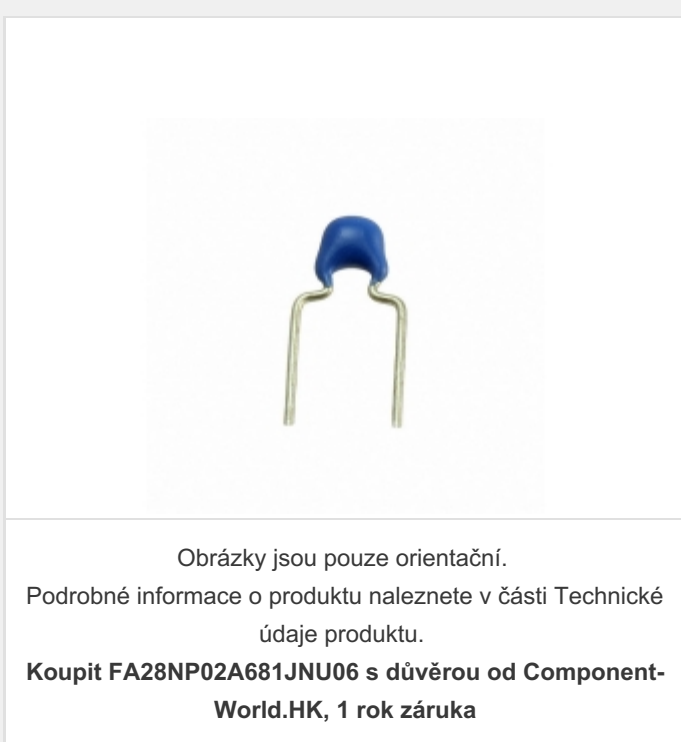 Obrázky jsou pouze orientační.
Podrobné informace o produktu naleznete v části Technické
údaje produktu.
Koupit FA28NP02A681JNU06 s důvěrou od Component-
World.HK, 1 rok záruka